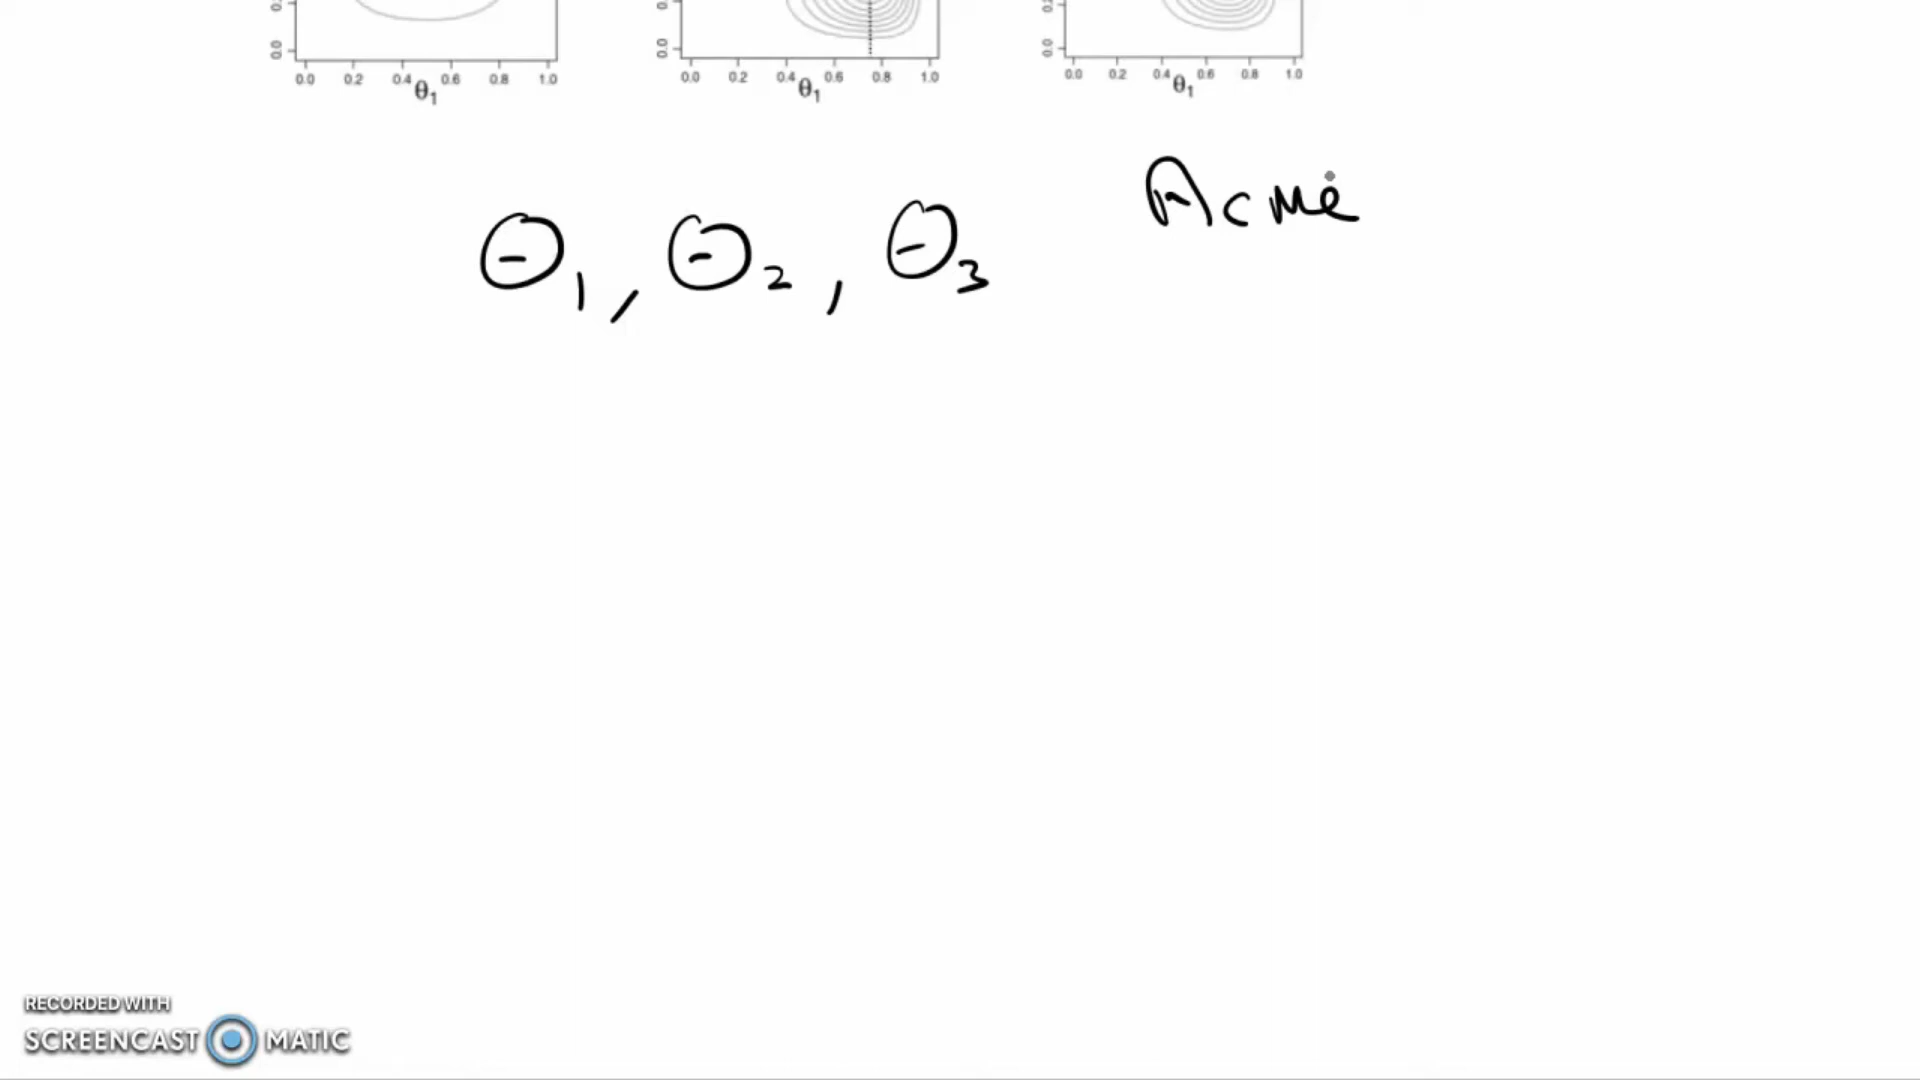 0.0 0.2 0.4 0.6 0.8 1.0 0.0 0.2 0.4 0.6 0.8 1.0 0.0 0.2 0.4 0.6 0.8 1.0
0.0 0.0 0.0
θ₁ θ₁ θ₁
Acme
Θ₁, Θ₂, Θ₃
RECORDED WITH
SCREENCAST MATIC